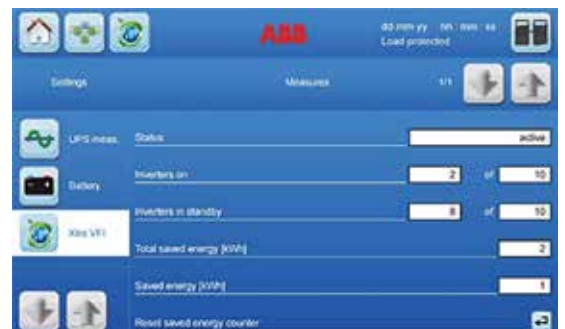 ABB
dd mm yy hh : mm : ss
Load protected
Settings
Measures
1/1
UPS meas.
Status
active
Battery
Inverters on
2 of 10
Inverters in standby
8 of 10
Xtra VFI
Total saved energy [kWh]
2
Saved energy [kWh]
1
Reset saved energy counter